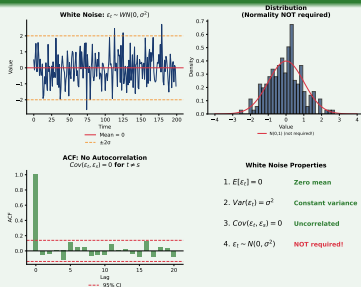 White Noise: εt ~ WN(0, σ²)
Value
2
1
0
−1
−2
0 25 50 75 100 125 150 175 200
Time
Mean = 0
±2σ
Distribution
(Normality NOT required)
Density
0.7
0.6
0.5
0.4
0.3
0.2
0.1
0.0
−4 −3 −2 −1 0 1 2 3 4
Value
N(0,1) (not required!)
ACF: No Autocorrelation
Cov(εt, εs) = 0 for t ≠ s
ACF
1.0
0.8
0.6
0.4
0.2
0.0
0 5 10 15 20
Lag
95% CI
White Noise Properties
1. E[εt] = 0 Zero mean
2. Var(εt) = σ² Constant variance
3. Cov(εt, εs) = 0 Uncorrelated
4. εt ~ N(0, σ²) NOT required!